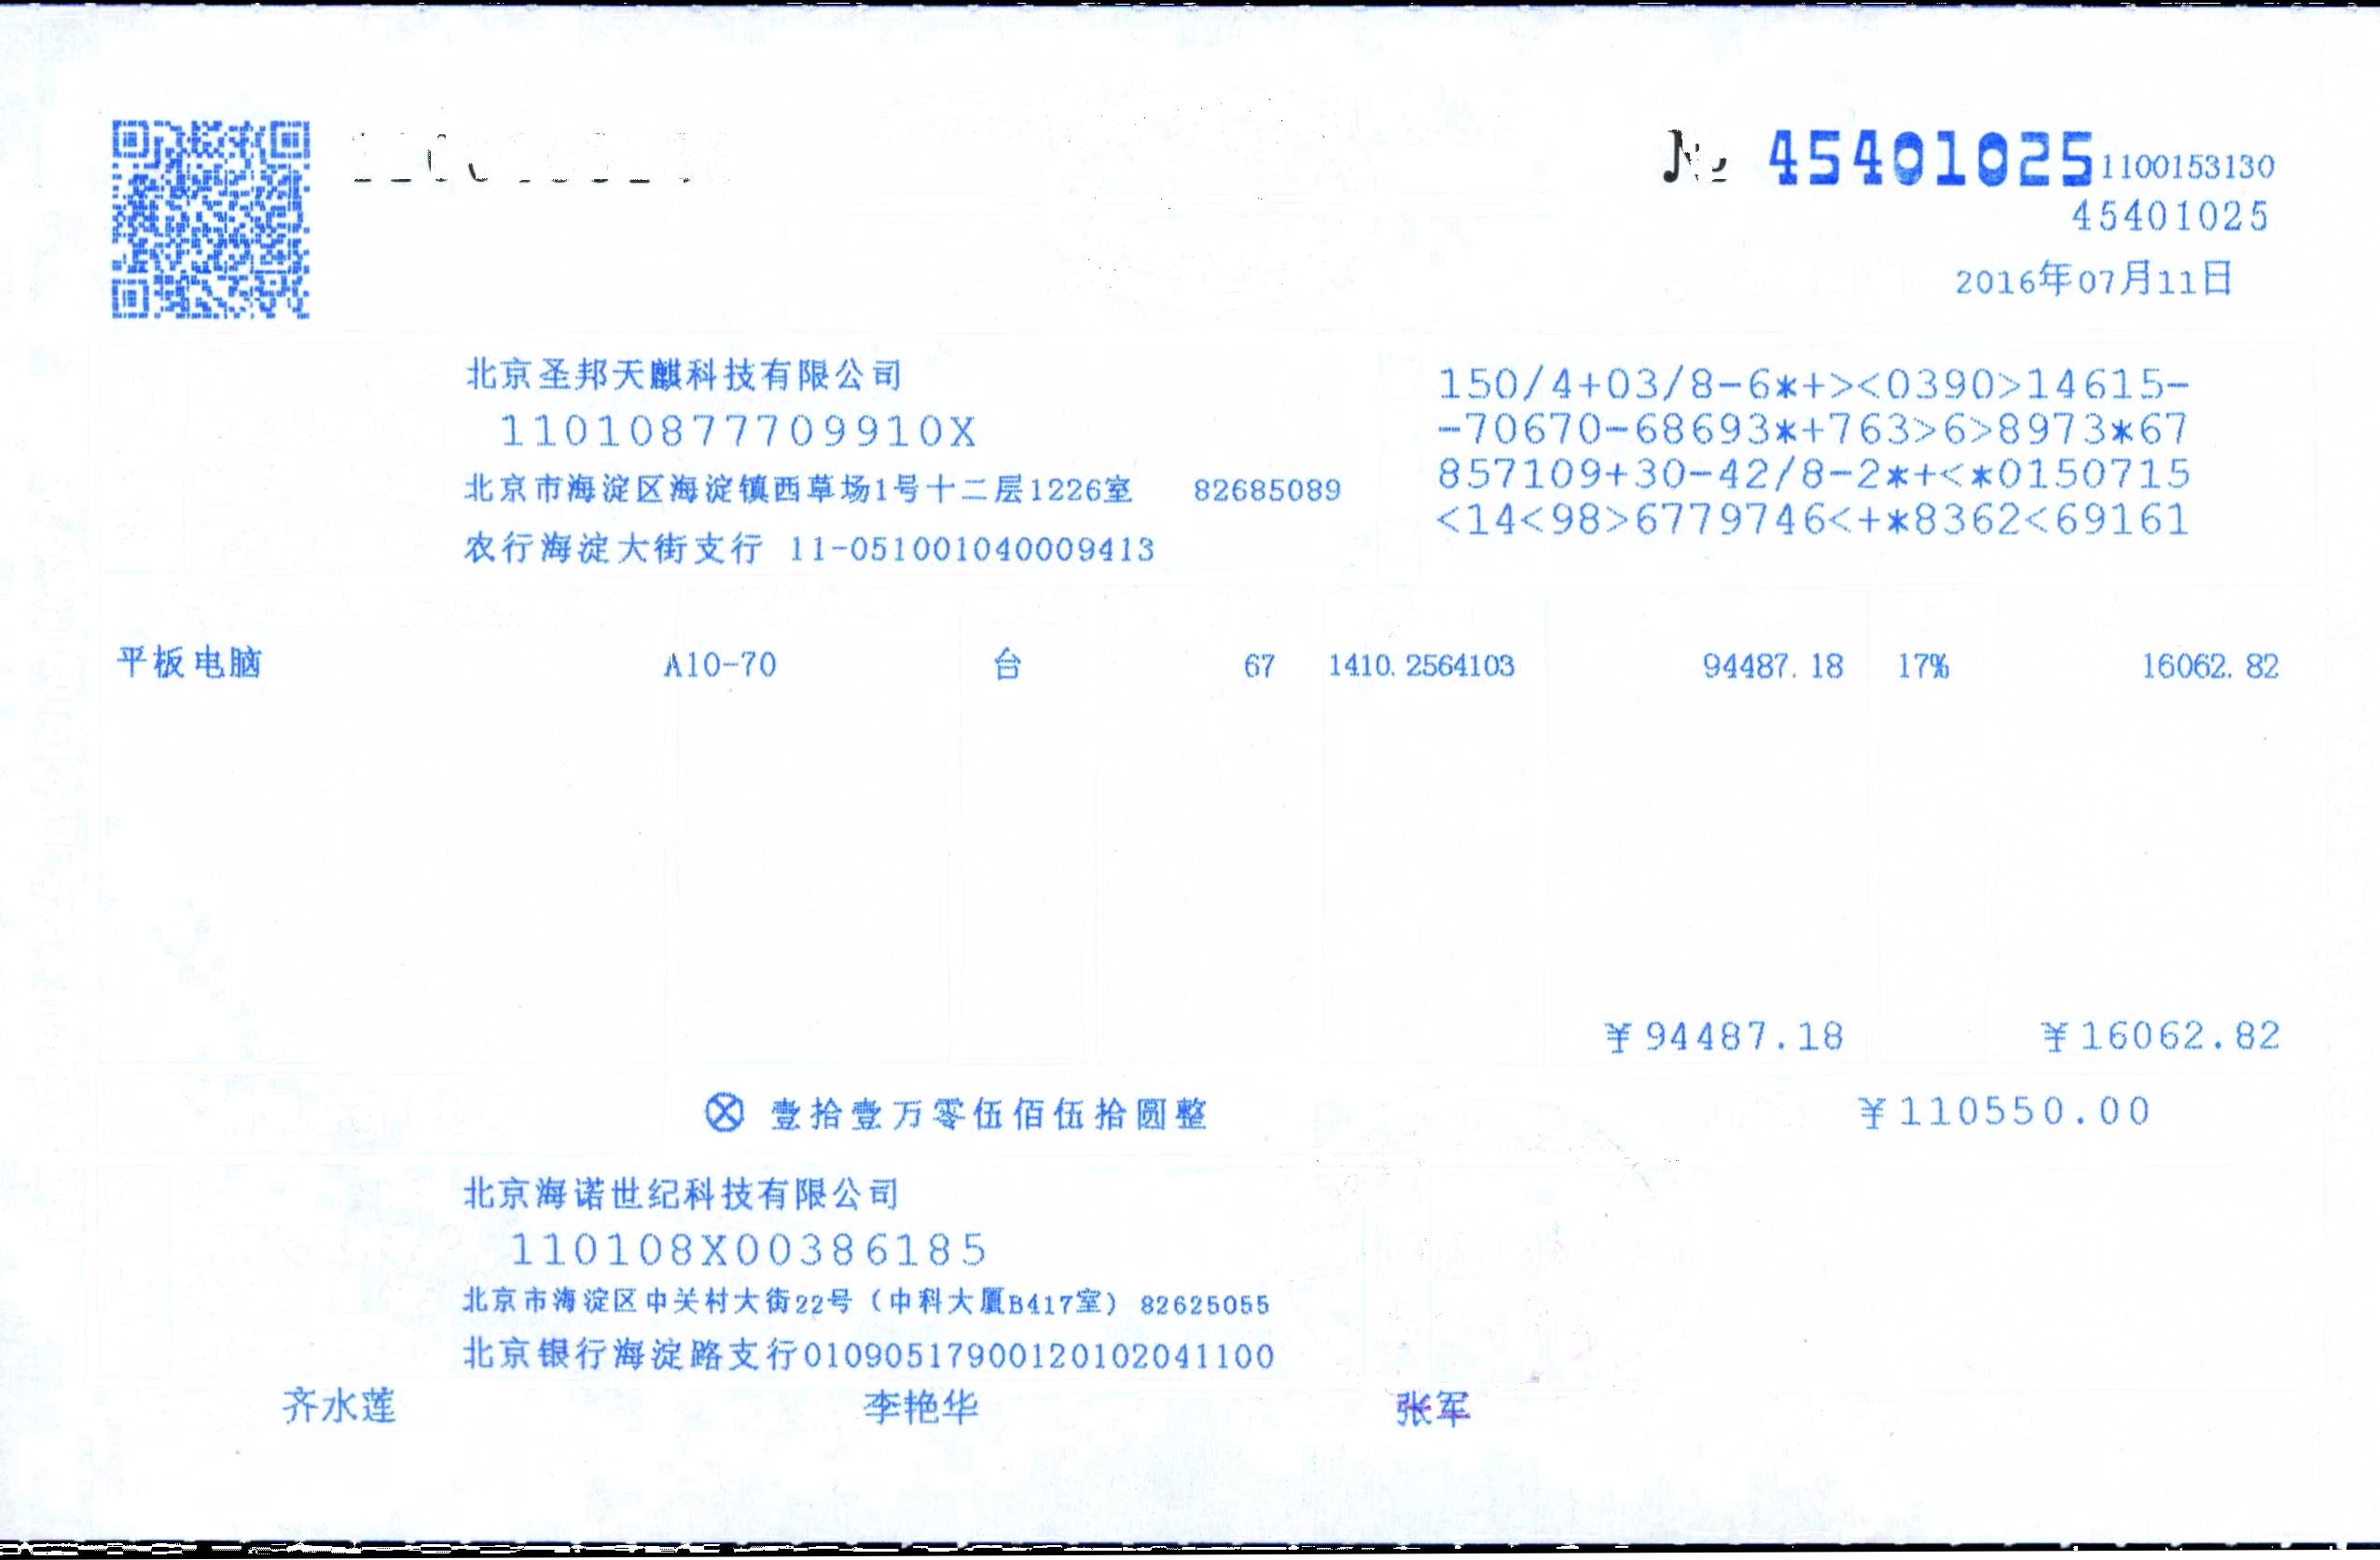 № 45401025 1100153130
45401025
2016年07月11日
北京圣邦天麒科技有限公司
11010877709910X
北京市海淀区海淀镇西草场1号十二层1226室 82685089
农行海淀大街支行 11-051001040009413
150/4+03/8-6*+><0390>14615-
-70670-68693*+763>6>8973*67
857109+30-42/8-2*+<*0150715
<14<98>6779746<+*8362<69161
平板电脑 A10-70 台 67 1410.2564103 94487.18 17% 16062.82
¥94487.18 ¥16062.82
ⓧ 壹拾壹万零伍佰伍拾圆整 ¥110550.00
北京海诺世纪科技有限公司
110108X00386185
北京市海淀区中关村大街22号（中科大厦B417室）82625055
北京银行海淀路支行01090517900120102041100
齐水莲 李艳华 张军